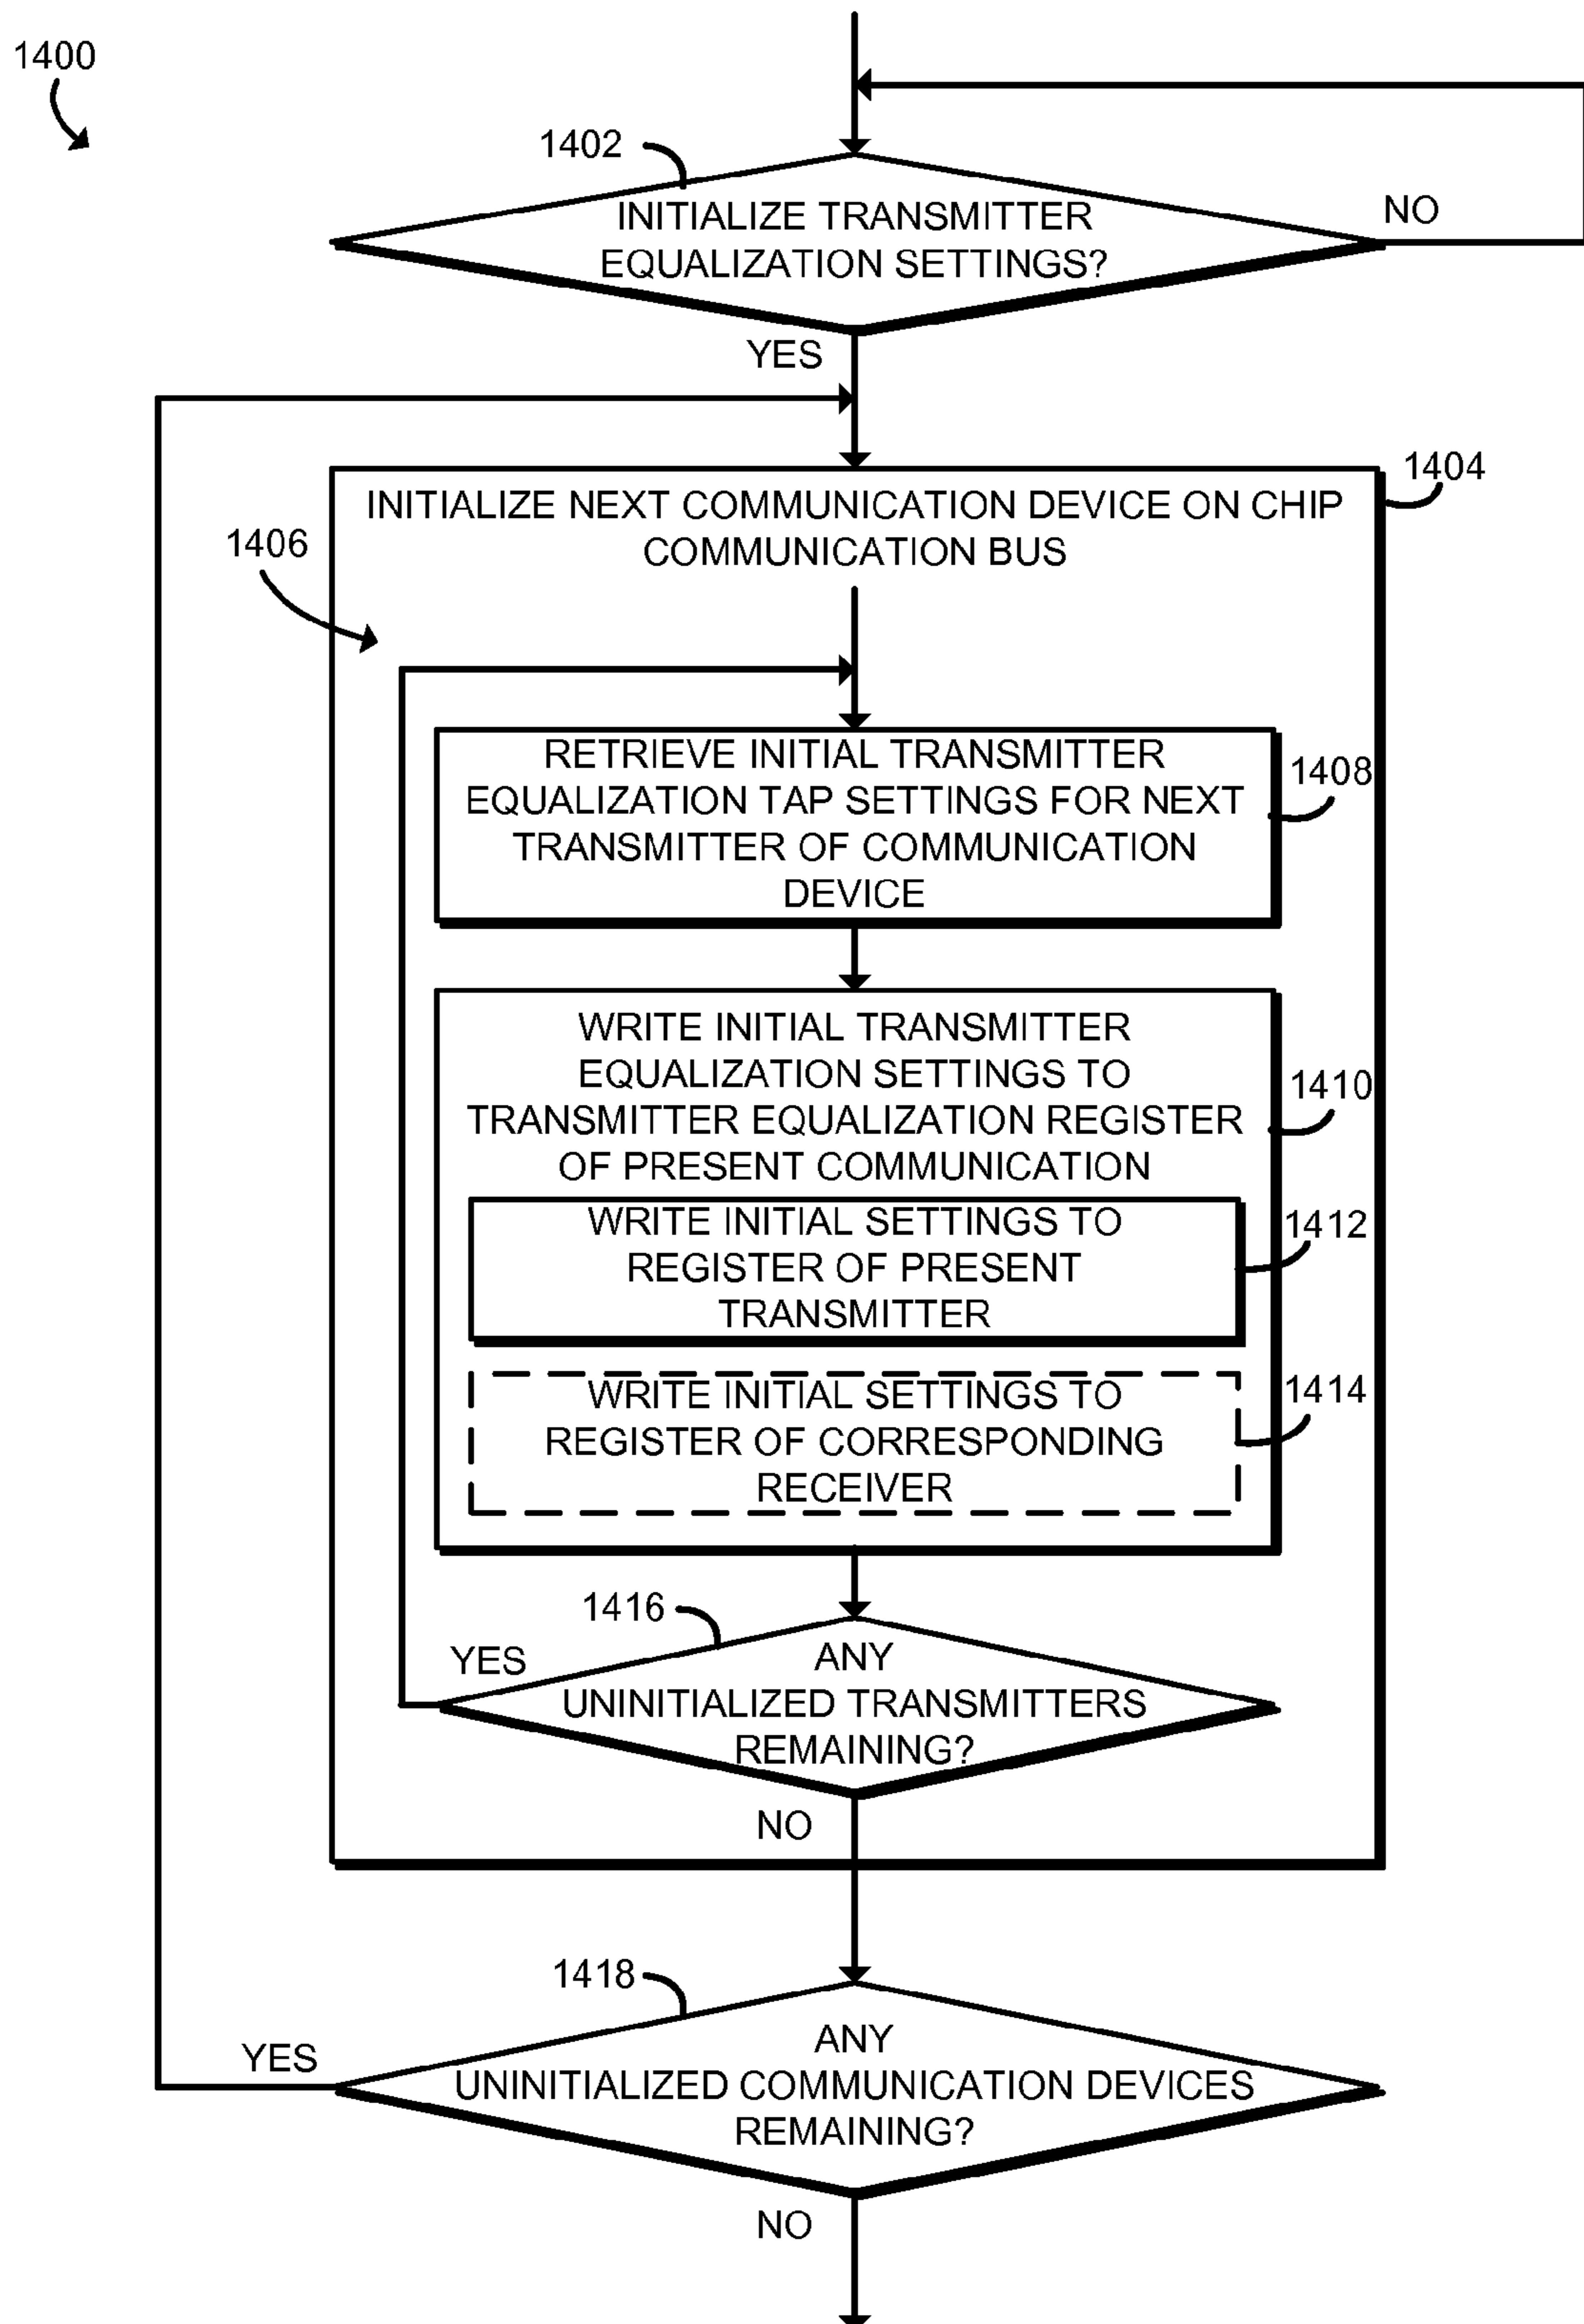 1400
1402
INITIALIZE TRANSMITTER
EQUALIZATION SETTINGS?
NO
YES
1404
INITIALIZE NEXT COMMUNICATION DEVICE ON CHIP
COMMUNICATION BUS
1406
RETRIEVE INITIAL TRANSMITTER
EQUALIZATION TAP SETTINGS FOR NEXT
TRANSMITTER OF COMMUNICATION
DEVICE
1408
WRITE INITIAL TRANSMITTER
EQUALIZATION SETTINGS TO
TRANSMITTER EQUALIZATION REGISTER
OF PRESENT COMMUNICATION
1410
WRITE INITIAL SETTINGS TO
REGISTER OF PRESENT
TRANSMITTER
1412
WRITE INITIAL SETTINGS TO
REGISTER OF CORRESPONDING
RECEIVER
1414
1416
YES
ANY
UNINITIALIZED TRANSMITTERS
REMAINING?
NO
1418
YES
ANY
UNINITIALIZED COMMUNICATION DEVICES
REMAINING?
NO